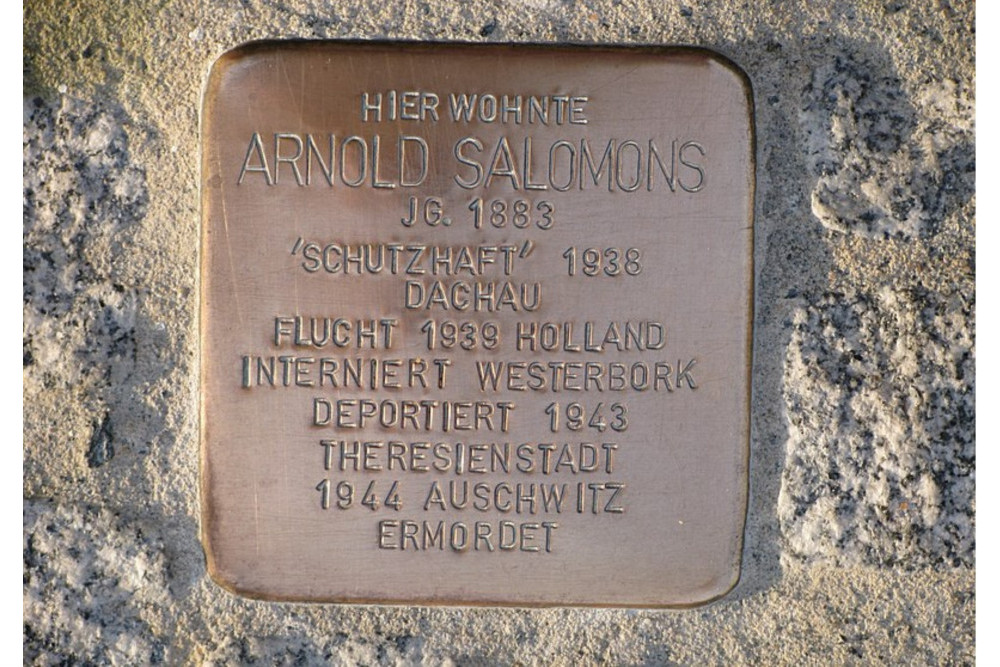 HIER WOHNTE
ARNOLD SALOMONS
JG. 1883
'SCHUTZHAFT' 1938
DACHAU
FLUCHT 1939 HOLLAND
INTERNIERT WESTERBORK
DEPORTIERT 1943
THERESIENSTADT
1944 AUSCHWITZ
ERMORDET